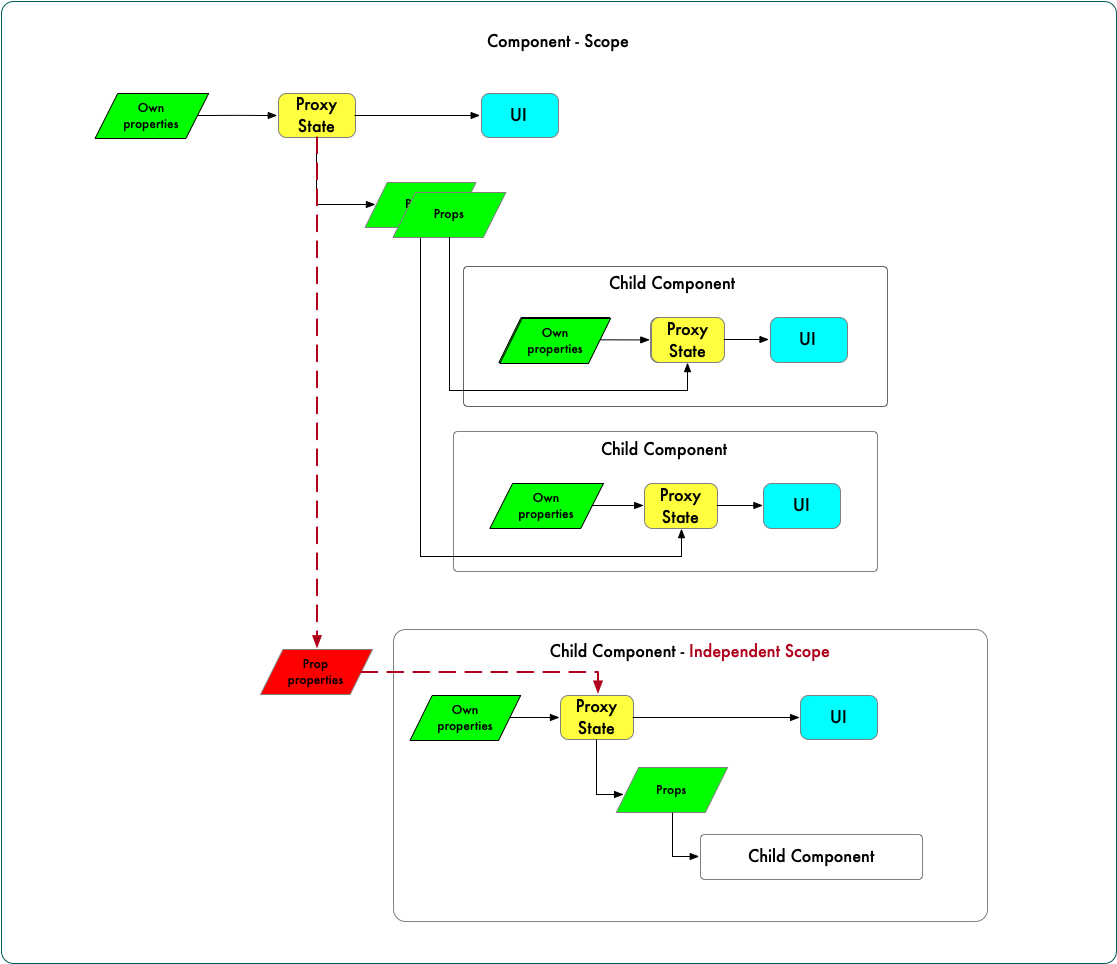 Component - Scope
Own
properties
Proxy
State
UI
Props
Child Component
Own
properties
Proxy
State
UI
Child Component
Own
properties
Proxy
State
UI
Child Component - Independent Scope
Prop
properties
Own
properties
Proxy
State
UI
Props
Child Component